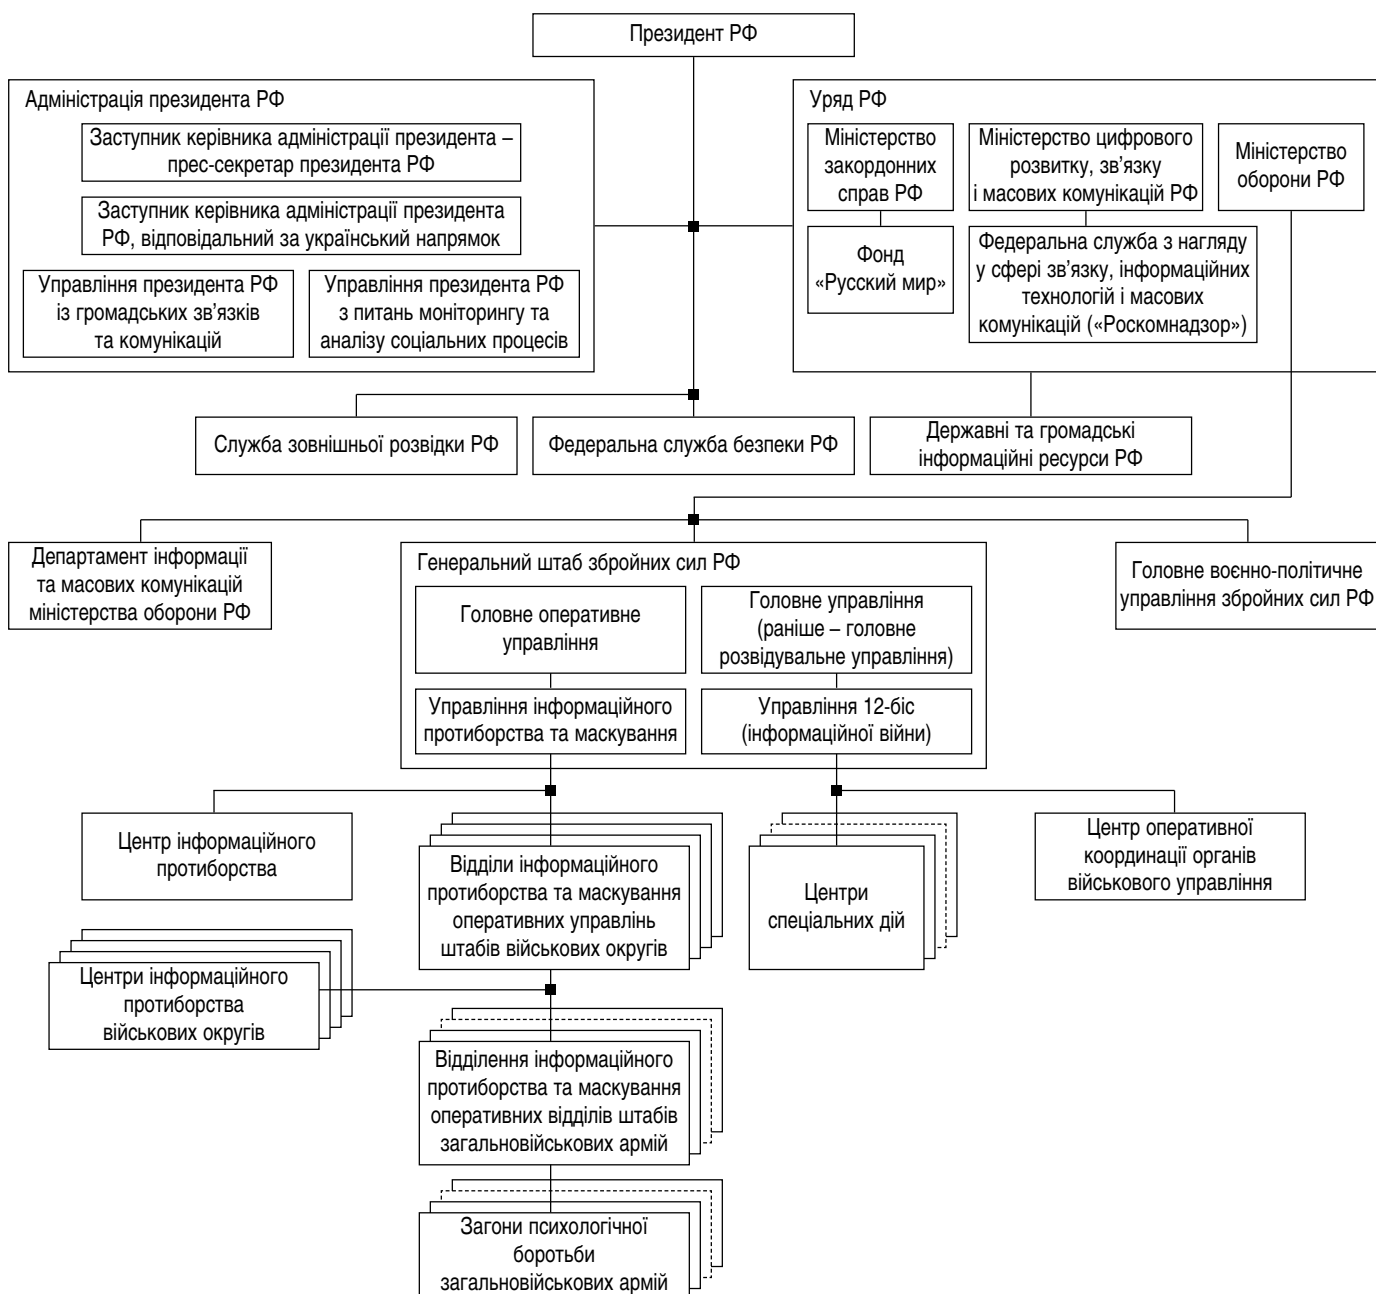 Президент РФ
Адміністрація президента РФ
Заступник керівника адміністрації президента –
прес-секретар президента РФ
Заступник керівника адміністрації президента
РФ, відповідальний за український напрямок
Управління президента РФ
із громадських зв’язків
та комунікацій
Управління президента РФ
з питань моніторингу та
аналізу соціальних процесів
Уряд РФ
Міністерство
закордонних
справ РФ
Міністерство цифрового
розвитку, зв’язку
і масових комунікацій РФ
Міністерство
оборони РФ
Фонд
«Русский мир»
Федеральна служба з нагляду
у сфері зв’язку, інформаційних
технологій і масових
комунікацій («Роскомнадзор»)
Служба зовнішньої розвідки РФ
Федеральна служба безпеки РФ
Державні та громадські
інформаційні ресурси РФ
Департамент інформації
та масових комунікацій
міністерства оборони РФ
Генеральний штаб збройних сил РФ
Головне оперативне
управління
Головне управління
(раніше – головне
розвідувальне управління)
Управління інформаційного
протиборства та маскування
Управління 12-біс
(інформаційної війни)
Головне воєнно-політичне
управління збройних сил РФ
Центр інформаційного
протиборства
Відділи інформаційного
протиборства та маскування
оперативних управлінь
штабів військових округів
Центри
спеціальних дій
Центр оперативної
координації органів
військового управління
Центри інформаційного
протиборства
військових округів
Відділення інформаційного
протиборства та маскування
оперативних відділів штабів
загальновійськових армій
Загони психологічної
боротьби
загальновійськових армій